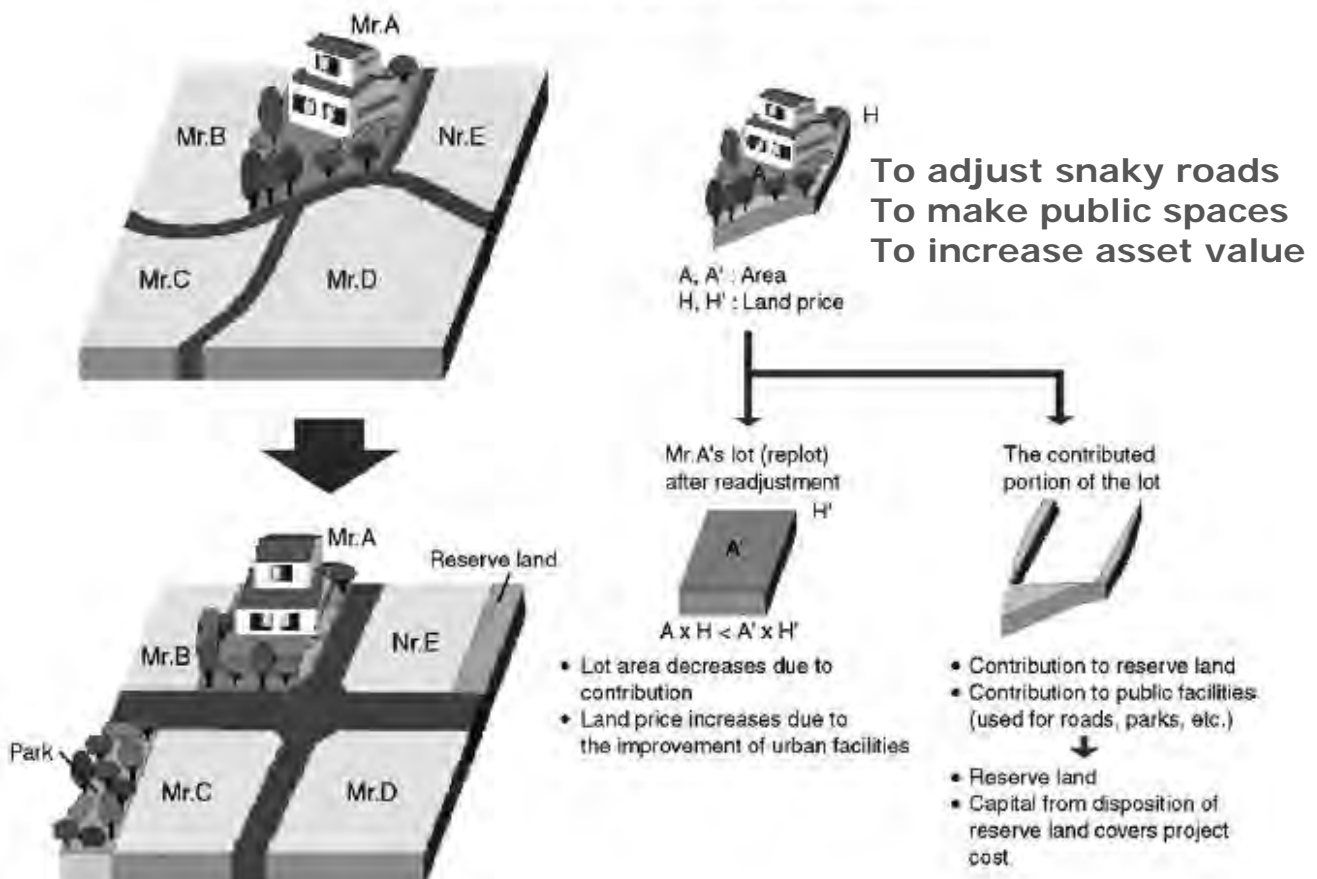 Mr.A
Mr.B
Nr.E
Mr.C
Mr.D
Mr.A
Reserve land
Mr.B
Nr.E
Park
Mr.C
Mr.D
H
A
To adjust snaky roads
To make public spaces
To increase asset value
A, A' : Area
H, H' : Land price
Mr.A's lot (replot)
after readjustment
H'
A'
A x H < A' x H'
• Lot area decreases due to
contribution
• Land price increases due to
the improvement of urban facilities
The contributed
portion of the lot
• Contribution to reserve land
• Contribution to public facilities
(used for roads, parks, etc.)
• Reserve land
• Capital from disposition of
reserve land covers project
cost